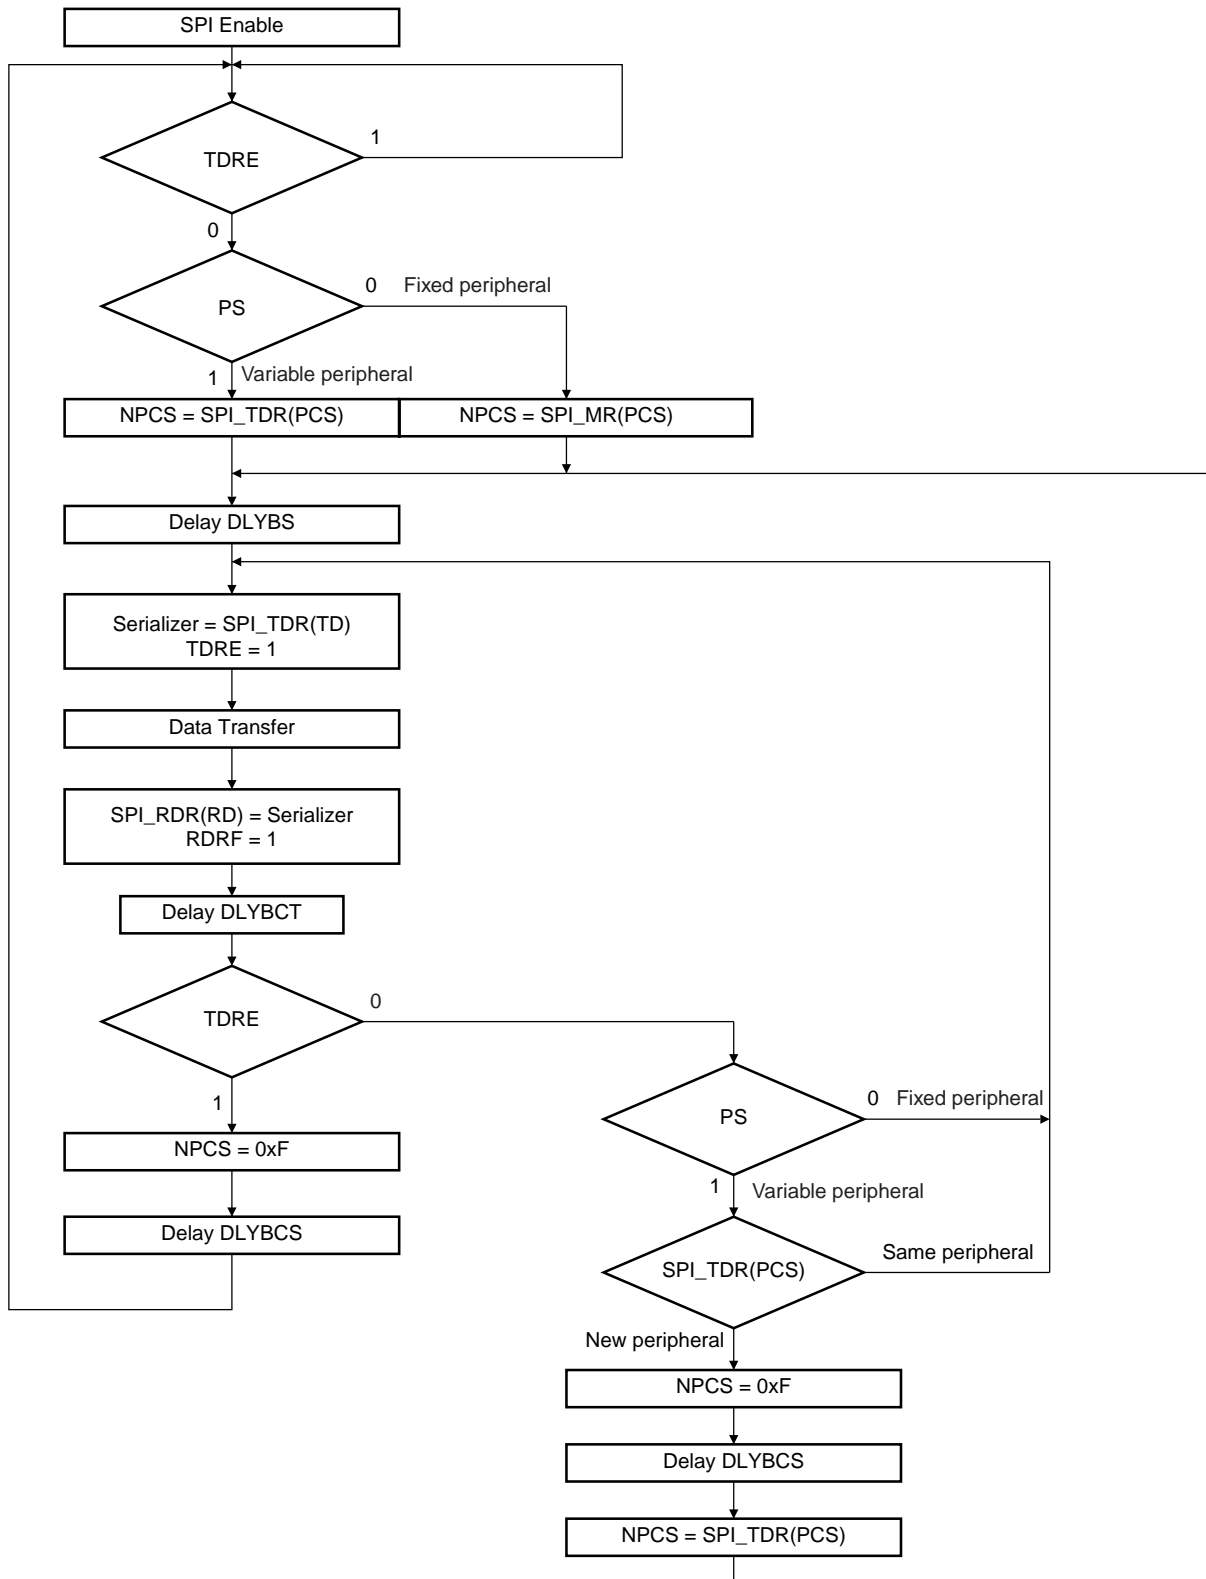 SPI Enable
TDRE
1
0
PS
0 Fixed peripheral
1 Variable peripheral
NPCS = SPI_TDR(PCS)
NPCS = SPI_MR(PCS)
Delay DLYBS
Serializer = SPI_TDR(TD)
TDRE = 1
Data Transfer
SPI_RDR(RD) = Serializer
RDRF = 1
Delay DLYBCT
TDRE
0
1
PS
0 Fixed peripheral
NPCS = 0xF
1 Variable peripheral
Delay DLYBCS
SPI_TDR(PCS)
Same peripheral
New peripheral
NPCS = 0xF
Delay DLYBCS
NPCS = SPI_TDR(PCS)